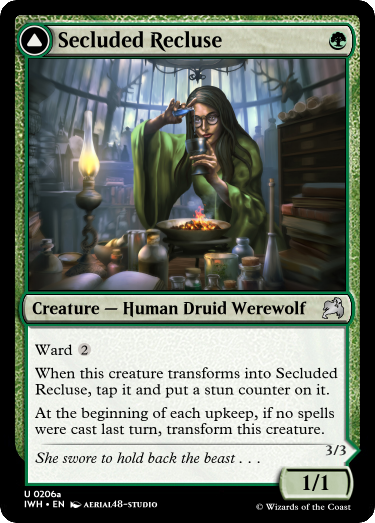 Secluded Recluse
Creature — Human Druid Werewolf
Ward 2
When this creature transforms into Secluded
Recluse, tap it and put a stun counter on it.
At the beginning of each upkeep, if no spells
were cast last turn, transform this creature.
3/3
She swore to hold back the beast . . .
1/1
U 0206a
IWH • EN AERIAL48-STUDIO
© Wizards of the Coast